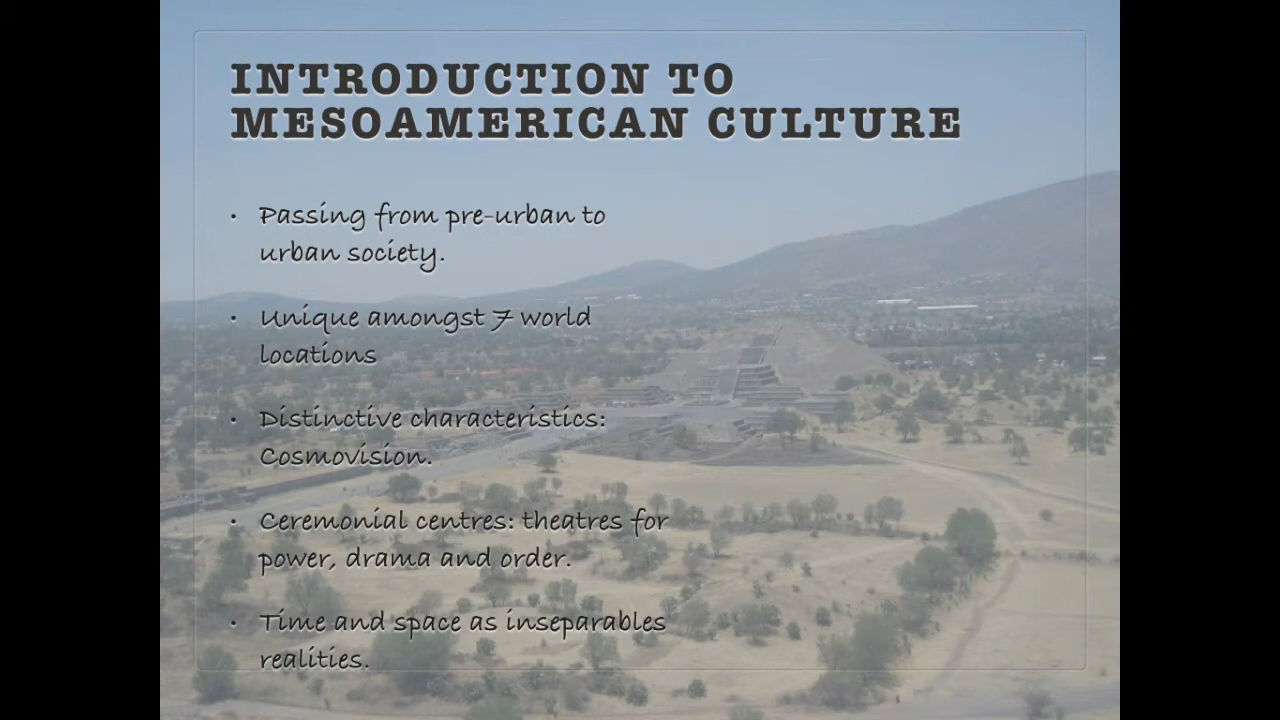 INTRODUCTION TO
MESOAMERICAN CULTURE
• Passing from pre-urban to
urban society.
• Unique amongst 7 world
locations
• Distinctive characteristics:
Cosmovision.
• Ceremonial centres: theatres for
power, drama and order.
• Time and space as inseparables
realities.